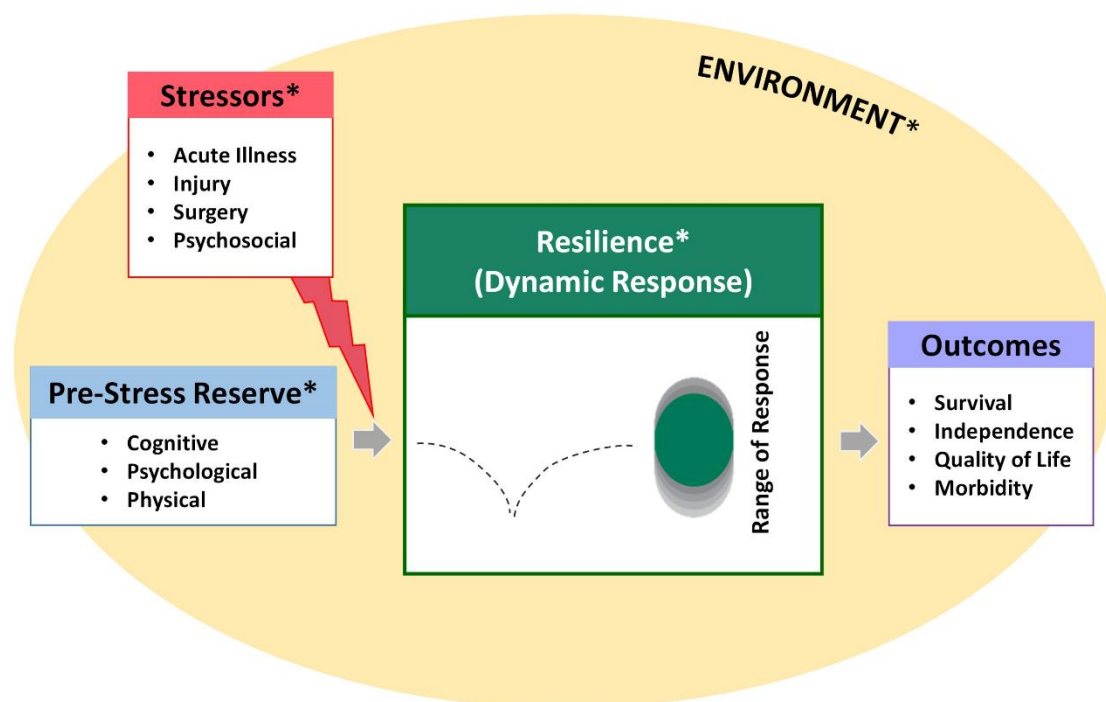 ENVIRONMENT*
Stressors*
• Acute Illness
• Injury
• Surgery
• Psychosocial
Pre-Stress Reserve*
• Cognitive
• Psychological
• Physical
Resilience*
(Dynamic Response)
Range of Response
Outcomes
• Survival
• Independence
• Quality of Life
• Morbidity